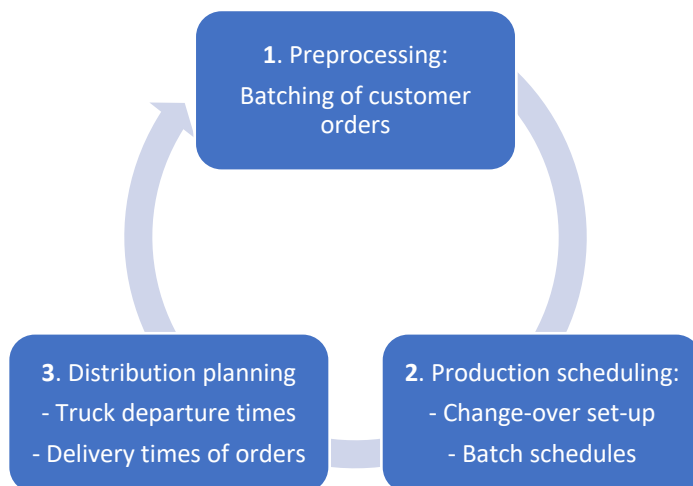 1. Preprocessing:
Batching of customer
orders
3. Distribution planning
- Truck departure times
- Delivery times of orders
2. Production scheduling:
- Change-over set-up
- Batch schedules